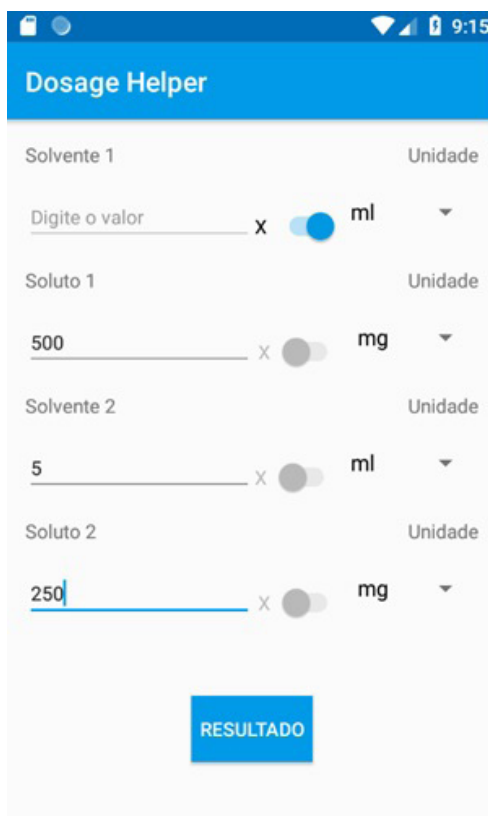 9:15
Dosage Helper
Solvente 1 Unidade
Digite o valor x ml
Soluto 1 Unidade
500 x mg
Solvente 2 Unidade
5 x ml
Soluto 2 Unidade
250 x mg
RESULTADO